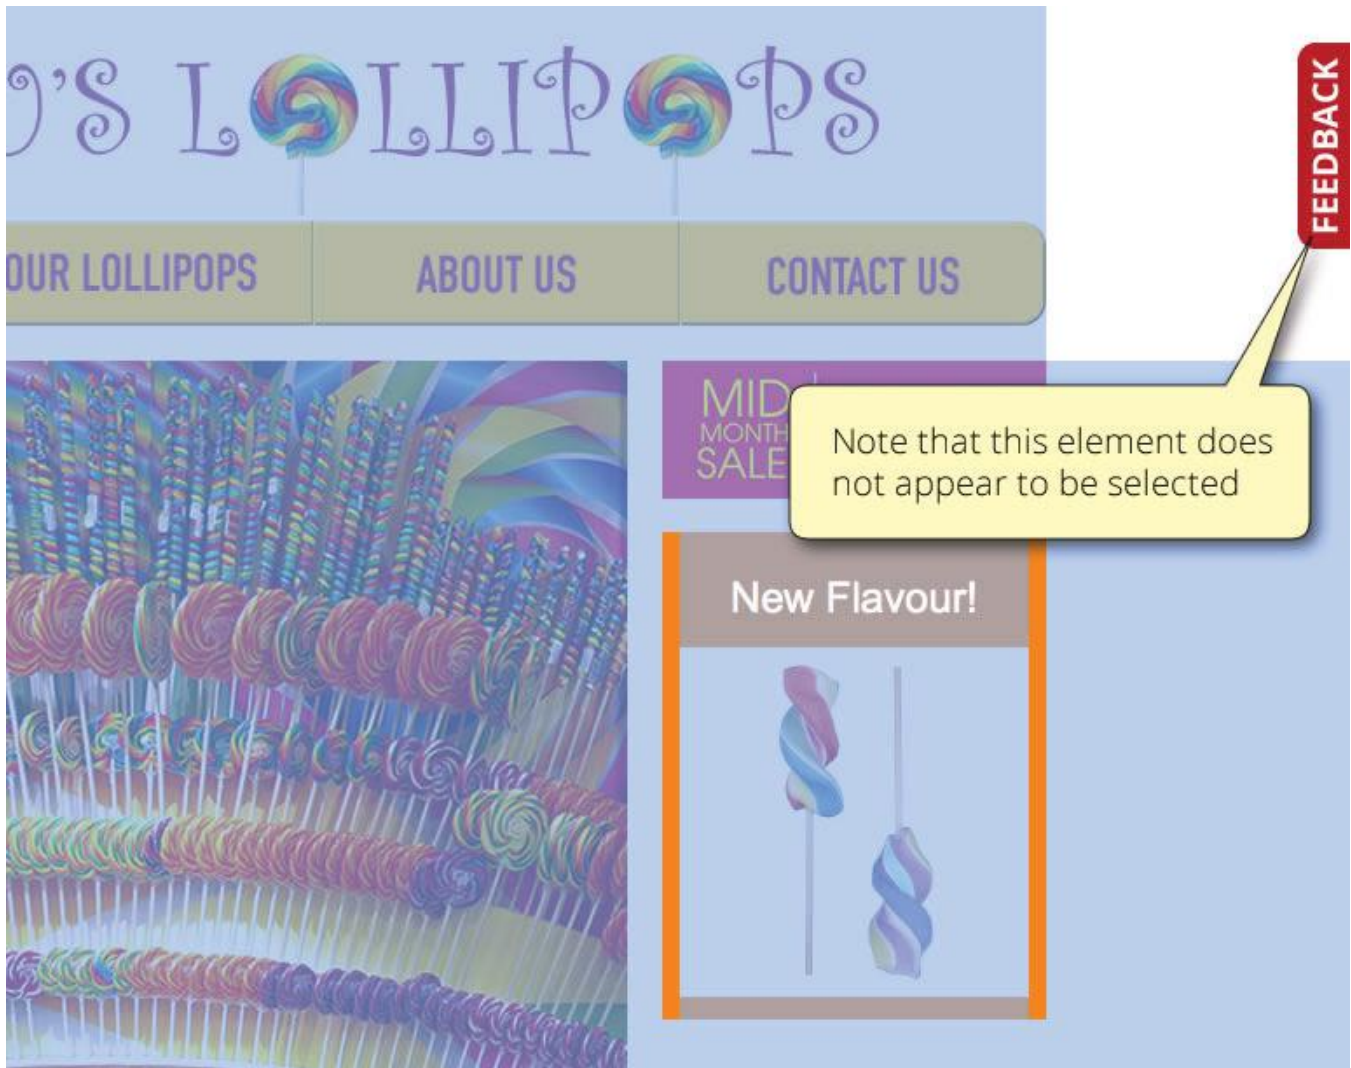 O'S LOLLIPOPS
FEEDBACK
OUR LOLLIPOPS
ABOUT US
CONTACT US
MID
MONTH
SALE
Note that this element does
not appear to be selected
New Flavour!